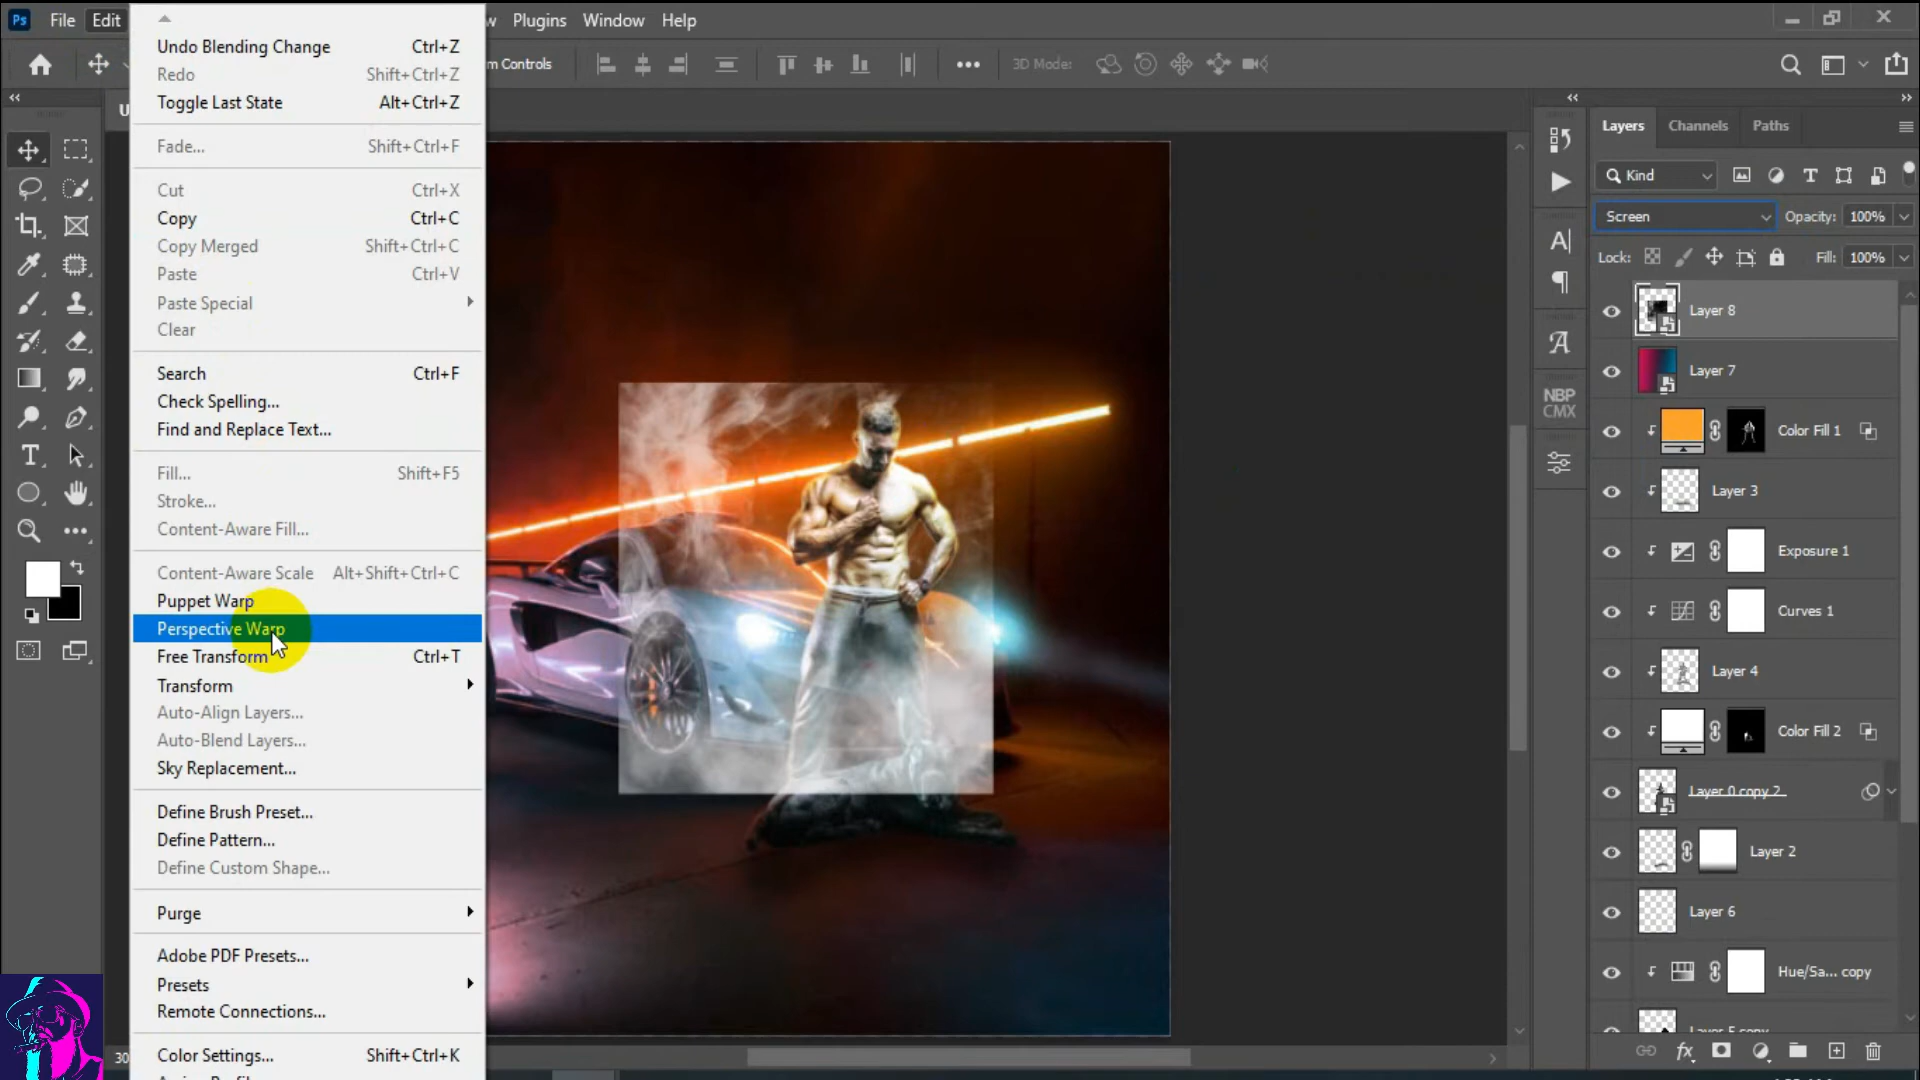 Ps File Edit w Plugins Window Help
m Controls 3D Mode:
U
Undo Blending Change Ctrl+Z
Redo Shift+Ctrl+Z
Toggle Last State Alt+Ctrl+Z
Fade... Shift+Ctrl+F
Cut Ctrl+X
Copy Ctrl+C
Copy Merged Shift+Ctrl+C
Paste Ctrl+V
Paste Special
Clear
Search Ctrl+F
Check Spelling...
Find and Replace Text...
Fill... Shift+F5
Stroke...
Content-Aware Fill...
Content-Aware Scale Alt+Shift+Ctrl+C
Puppet Warp
Perspective Warp
Free Transform Ctrl+T
Transform
Auto-Align Layers...
Auto-Blend Layers...
Sky Replacement...
Define Brush Preset...
Define Pattern...
Define Custom Shape...
Purge
Adobe PDF Presets...
Presets
Remote Connections...
Color Settings... Shift+Ctrl+K
30
NBP
CMX
Layers Channels Paths
Kind
Screen Opacity: 100%
Lock: Fill: 100%
Layer 8
Layer 7
Color Fill 1
Layer 3
Exposure 1
Curves 1
Layer 4
Color Fill 2
Layer 0 copy 2
Layer 2
Layer 6
Hue/Sa... copy
fx